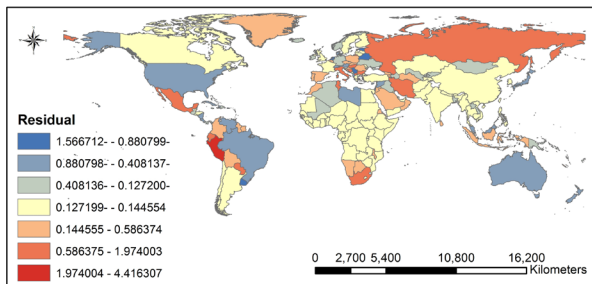 Residual
1.566712- - 0.880799-
0.880798- - 0.408137-
0.408136- - 0.127200-
0.127199- - 0.144554
0.144555 - 0.586374
0.586375 - 1.974003
1.974004 - 4.416307
0 2,700 5,400 10,800 16,200
Kilometers